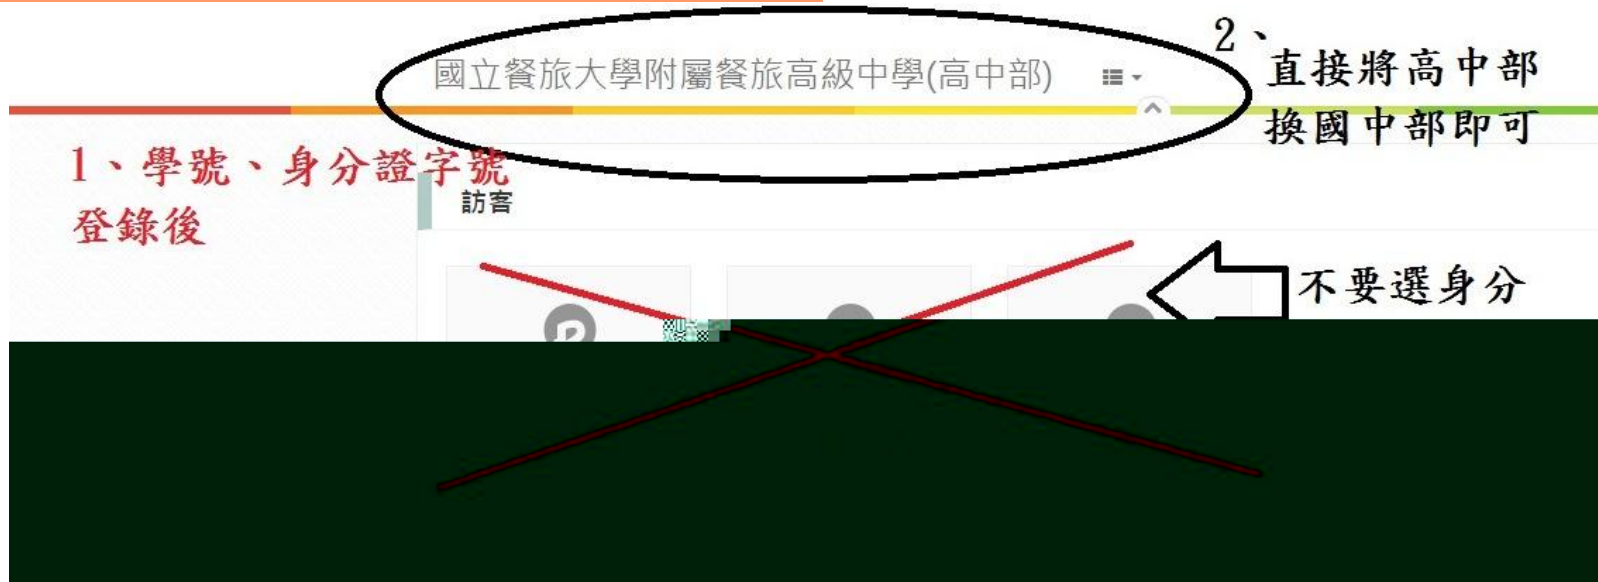 國立餐旅大學附屬餐旅高級中學(高中部)
2、
直接將高中部
換國中部即可
1、學號、身分證字號
登錄後
訪客
不要選身分